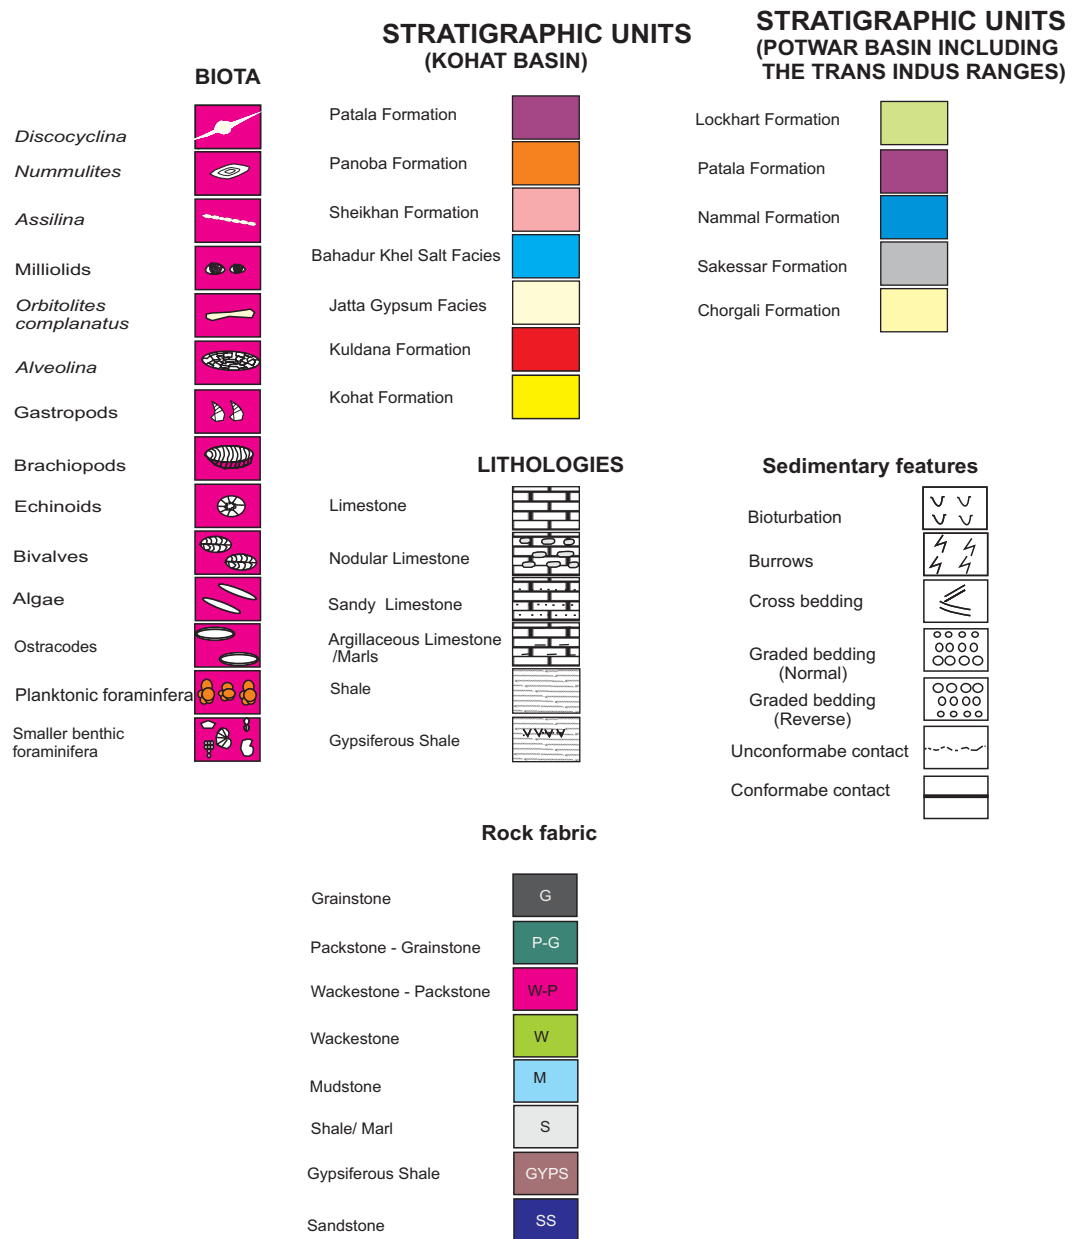 STRATIGRAPHIC UNITS
(KOHAT BASIN)
STRATIGRAPHIC UNITS
(POTWAR BASIN INCLUDING
THE TRANS INDUS RANGES)
BIOTA
Discocyclina
Nummulites
Assilina
Milliolids
Orbitolites
complanatus
Alveolina
Gastropods
Brachiopods
Echinoids
Bivalves
Algae
Ostracodes
Planktonic foraminfera
Smaller benthic
foraminifera
Patala Formation
Panoba Formation
Sheikhan Formation
Bahadur Khel Salt Facies
Jatta Gypsum Facies
Kuldana Formation
Kohat Formation
Lockhart Formation
Patala Formation
Nammal Formation
Sakessar Formation
Chorgali Formation
LITHOLOGIES
Limestone
Nodular Limestone
Sandy Limestone
Argillaceous Limestone
/Marls
Shale
Gypsiferous Shale
Sedimentary features
Bioturbation
Burrows
Cross bedding
Graded bedding
(Normal)
Graded bedding
(Reverse)
Unconformabe contact
Conformabe contact
Rock fabric
Grainstone G
Packstone - Grainstone P-G
Wackestone - Packstone W-P
Wackestone W
Mudstone M
Shale/ Marl S
Gypsiferous Shale GYPS
Sandstone SS